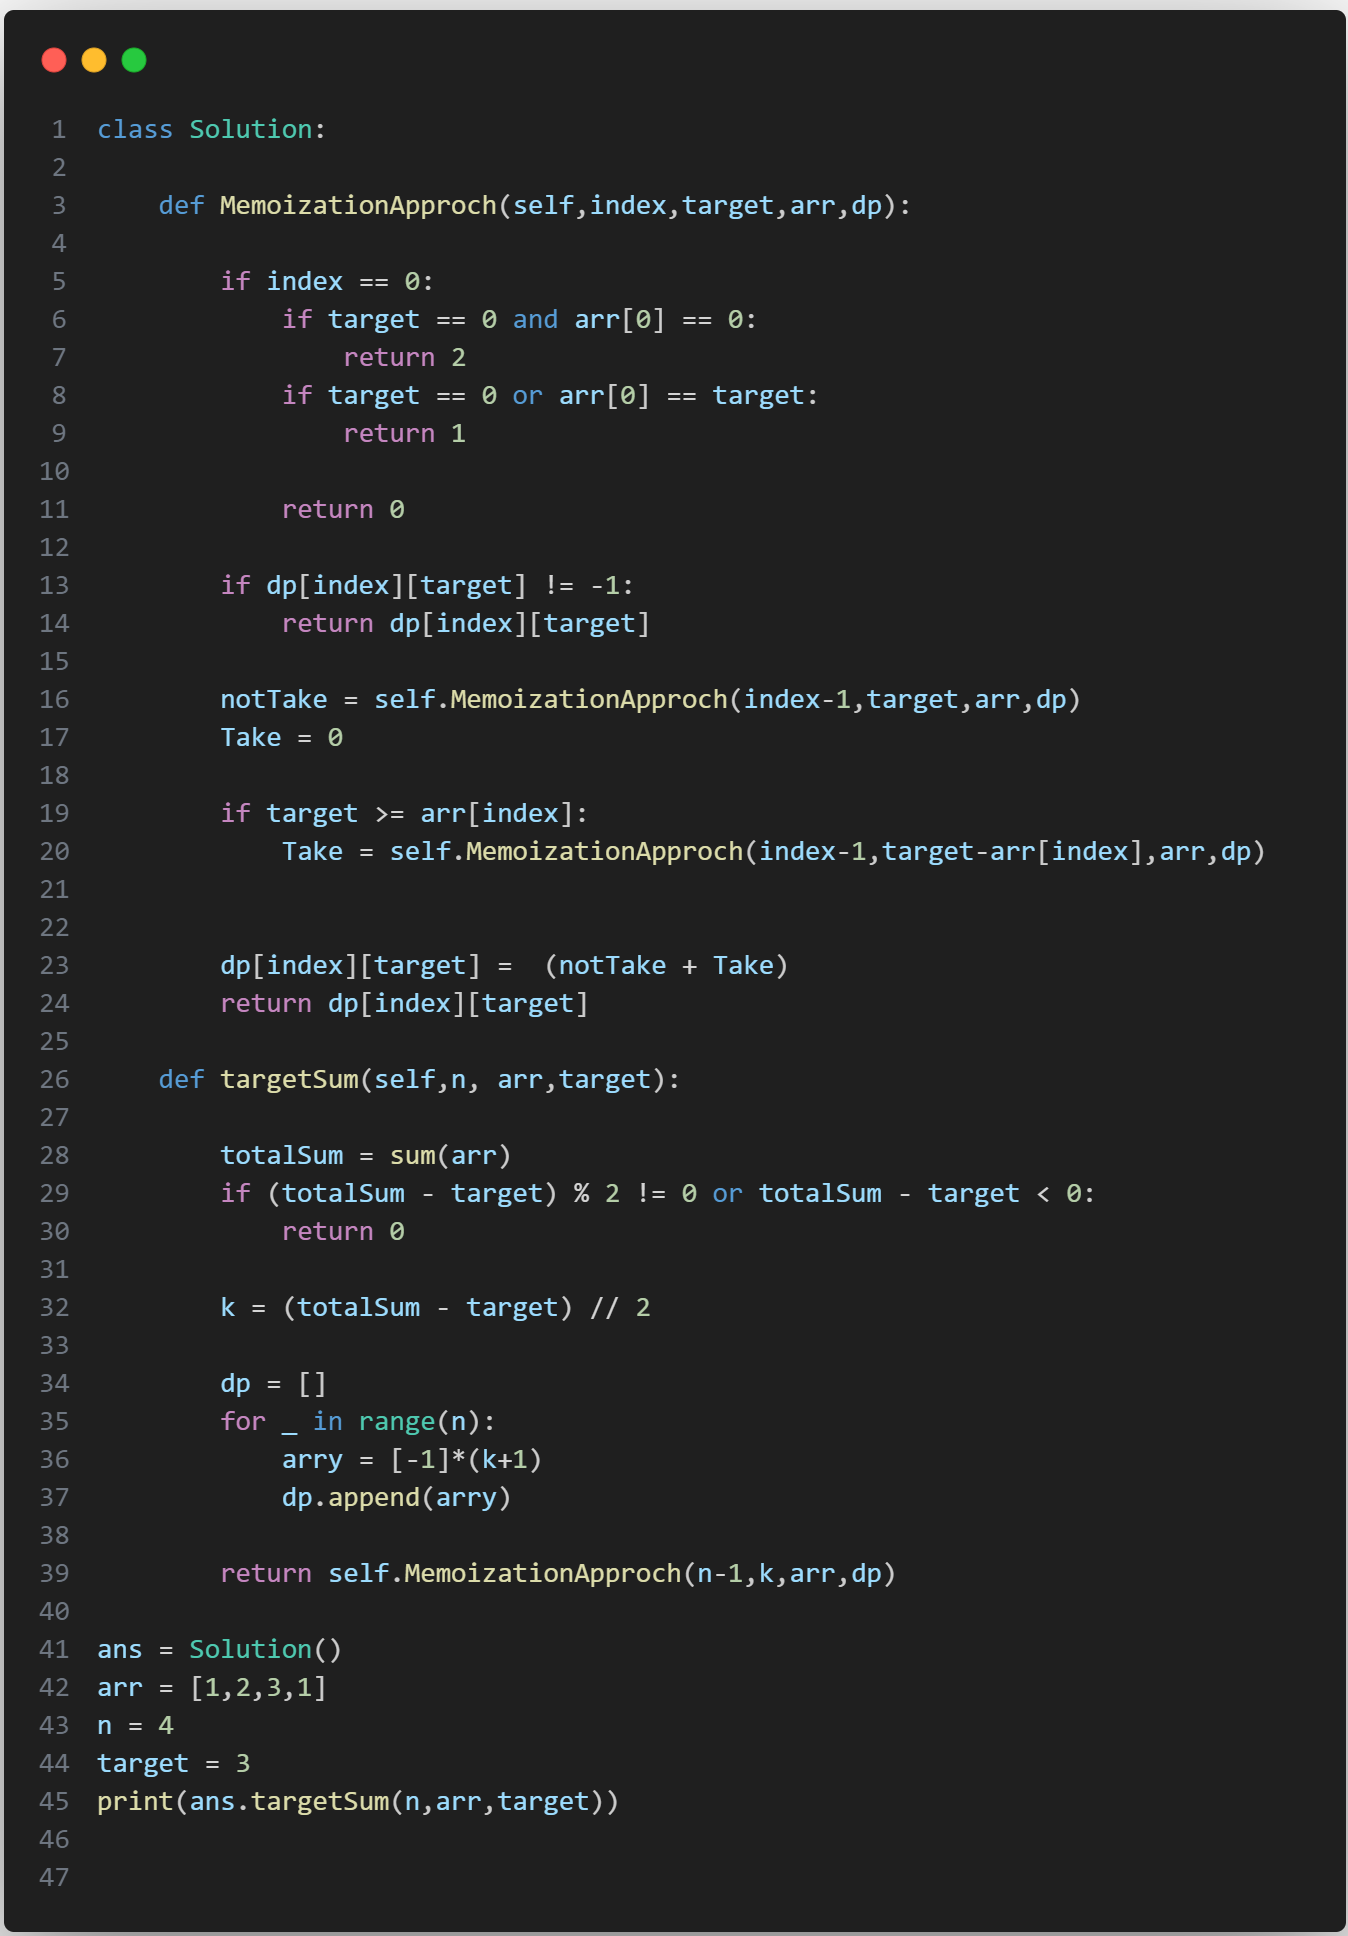 1 class Solution:
2
3     def MemoizationApproch(self,index,target,arr,dp):
4
5         if index == 0:
6             if target == 0 and arr[0] == 0:
7                 return 2
8             if target == 0 or arr[0] == target:
9                 return 1
10
11             return 0
12
13         if dp[index][target] != -1:
14             return dp[index][target]
15
16         notTake = self.MemoizationApproch(index-1,target,arr,dp)
17         Take = 0
18
19         if target >= arr[index]:
20             Take = self.MemoizationApproch(index-1,target-arr[index],arr,dp)
21
22
23         dp[index][target] =  (notTake + Take)
24         return dp[index][target]
25
26     def targetSum(self,n, arr,target):
27
28         totalSum = sum(arr)
29         if (totalSum - target) % 2 != 0 or totalSum - target < 0:
30             return 0
31
32         k = (totalSum - target) // 2
33
34         dp = []
35         for _ in range(n):
36             arry = [-1]*(k+1)
37             dp.append(arry)
38
39         return self.MemoizationApproch(n-1,k,arr,dp)
40
41 ans = Solution()
42 arr = [1,2,3,1]
43 n = 4
44 target = 3
45 print(ans.targetSum(n,arr,target))
46
47